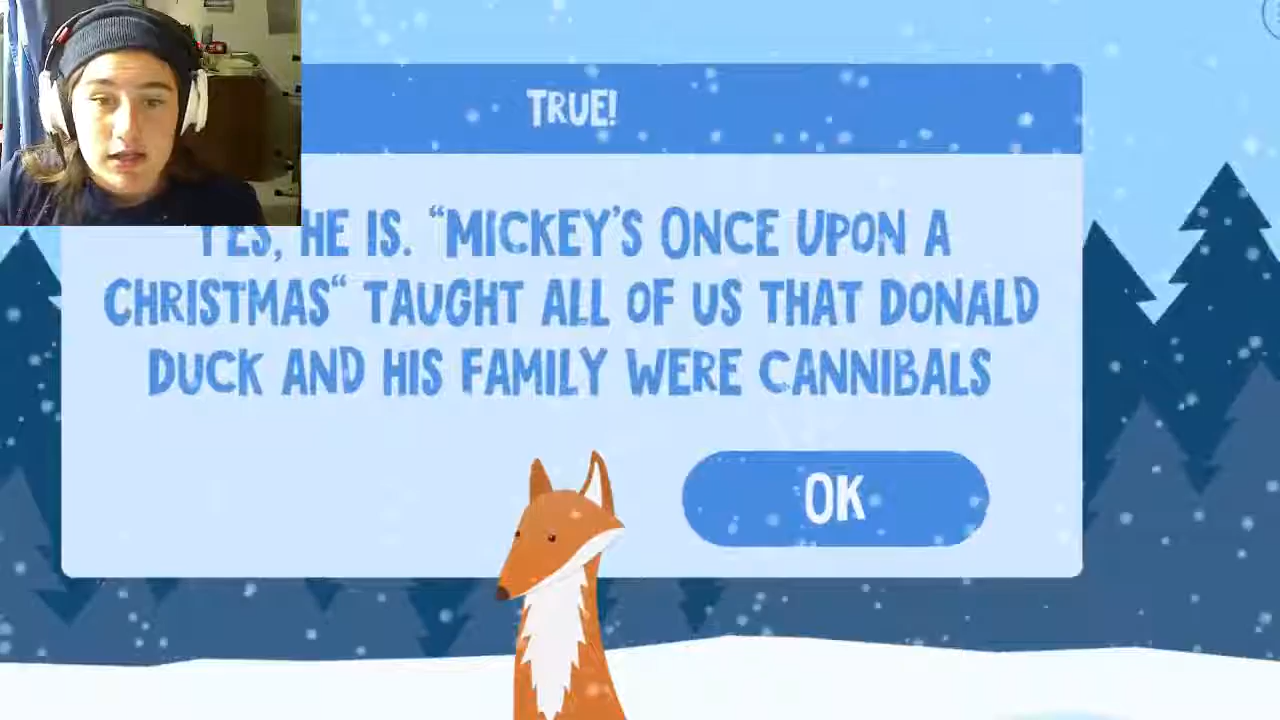 TRUE!
YES, HE IS. “MICKEY'S ONCE UPON A
CHRISTMAS“ TAUGHT ALL OF US THAT DONALD
DUCK AND HIS FAMILY WERE CANNIBALS
OK